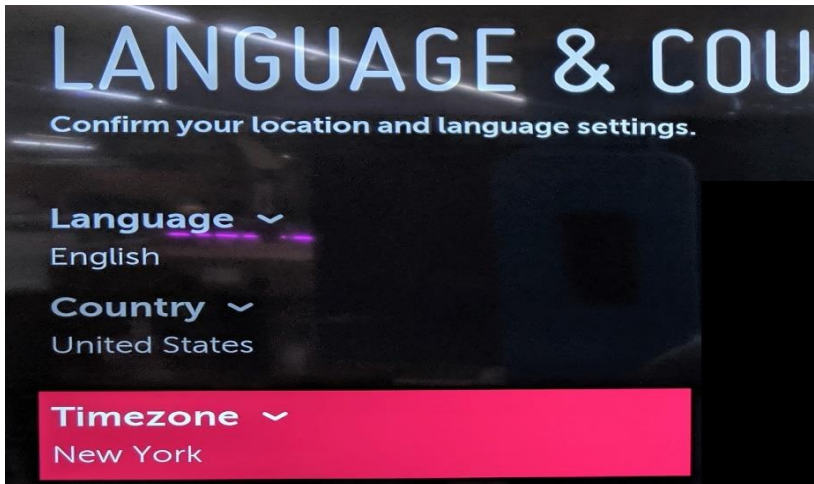 LANGUAGE & COU
Confirm your location and language settings.
Language
English
Country
United States
Timezone
New York